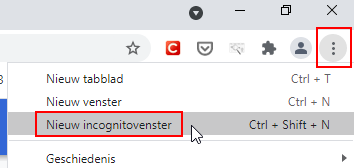 Nieuw tabblad Ctrl + T
Nieuw venster Ctrl + N
Nieuw incognitovenster Ctrl + Shift + N
Geschiedenis